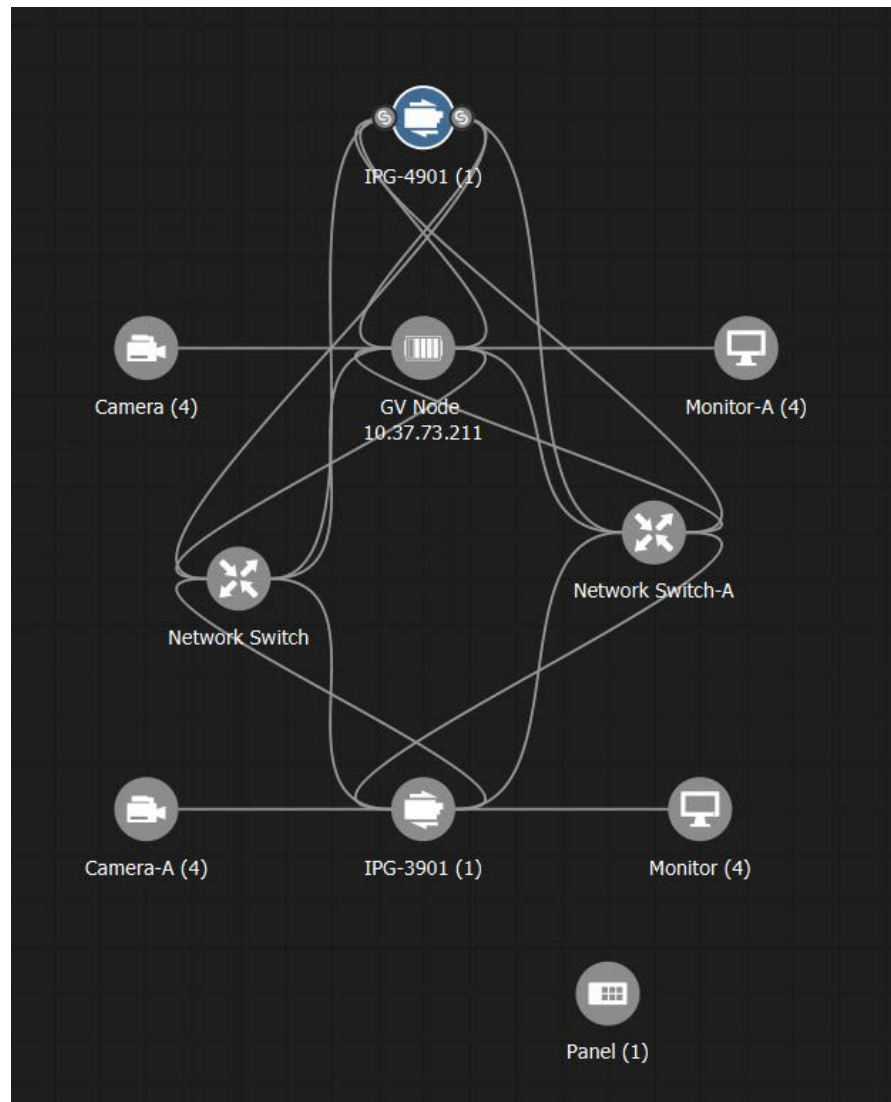 IPG-4901 (1)
Camera (4)
GV Node
10.37.73.211
Monitor-A (4)
Network Switch-A
Network Switch
Camera-A (4)
IPG-3901 (1)
Monitor (4)
Panel (1)